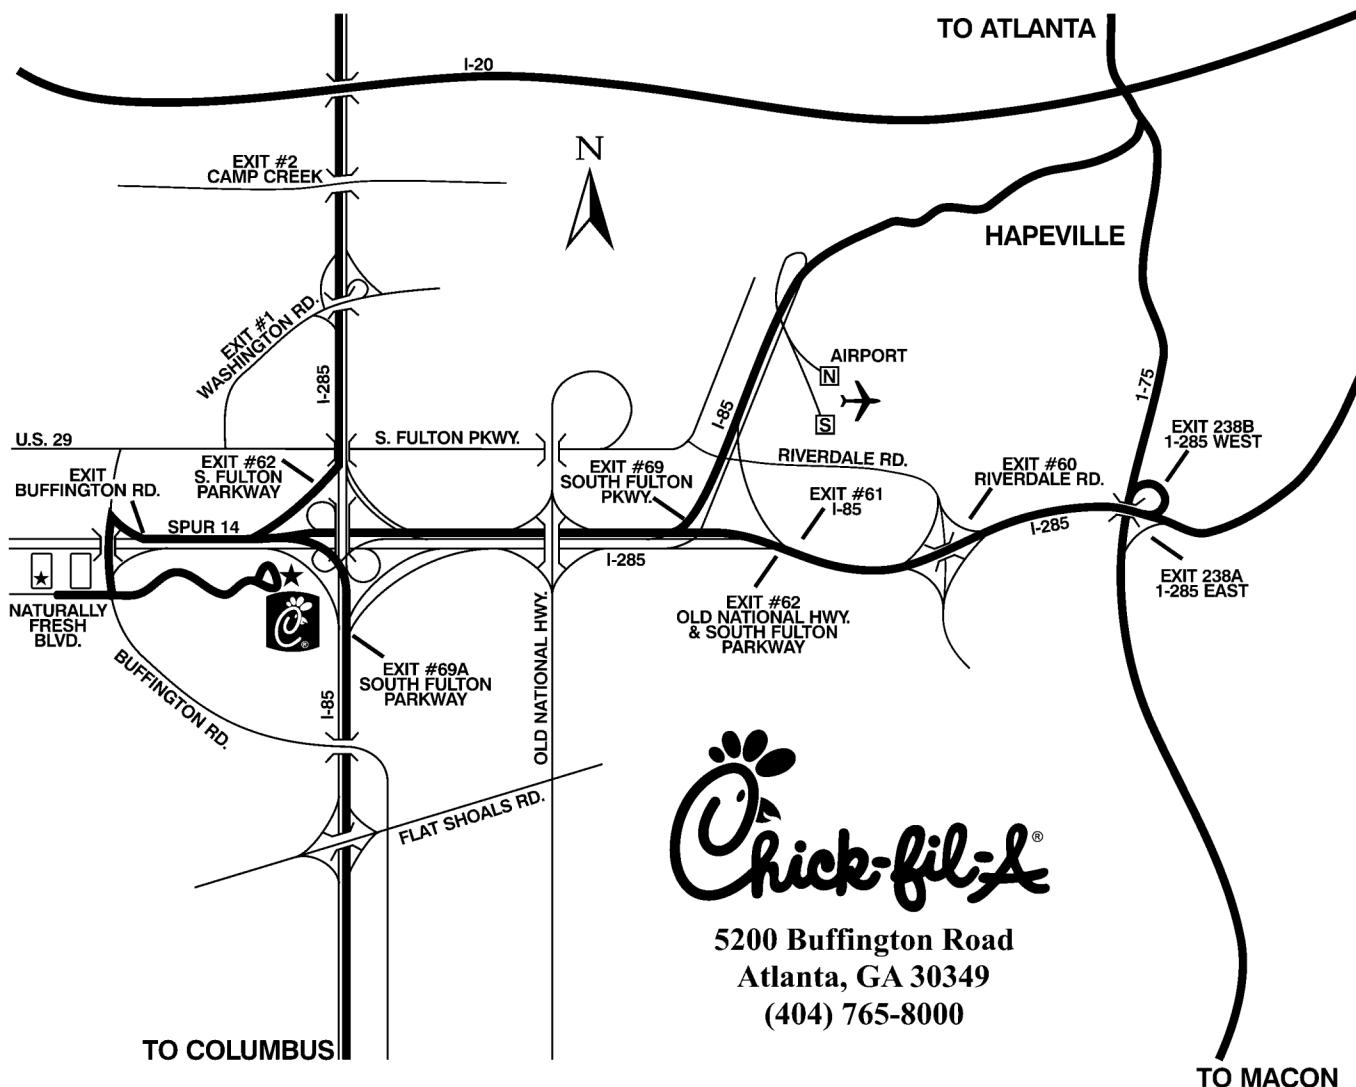 TO ATLANTA
I-20
N
EXIT #2
CAMP CREEK
HAPEVILLE
EXIT #1
WASHINGTON RD.
I-285
AIRPORT
N
S
I-85
1-75
U.S. 29
S. FULTON PKWY.
RIVERDALE RD.
EXIT 238B
1-285 WEST
EXIT
BUFFINGTON RD.
EXIT #62
S. FULTON
PARKWAY
EXIT #69
SOUTH FULTON
PKWY.
EXIT #60
RIVERDALE RD.
EXIT #61
I-85
SPUR 14
I-285
I-285
EXIT 238A
1-285 EAST
NATURALLY
FRESH
BLVD.
®
EXIT #62
OLD NATIONAL HWY.
& SOUTH FULTON
PARKWAY
BUFFINGTON RD.
I-85
EXIT #69A
SOUTH FULTON
PARKWAY
OLD NATIONAL HWY.
FLAT SHOALS RD.
Chick-fil-A®
5200 Buffington Road
Atlanta, GA 30349
(404) 765-8000
TO COLUMBUS
TO MACON